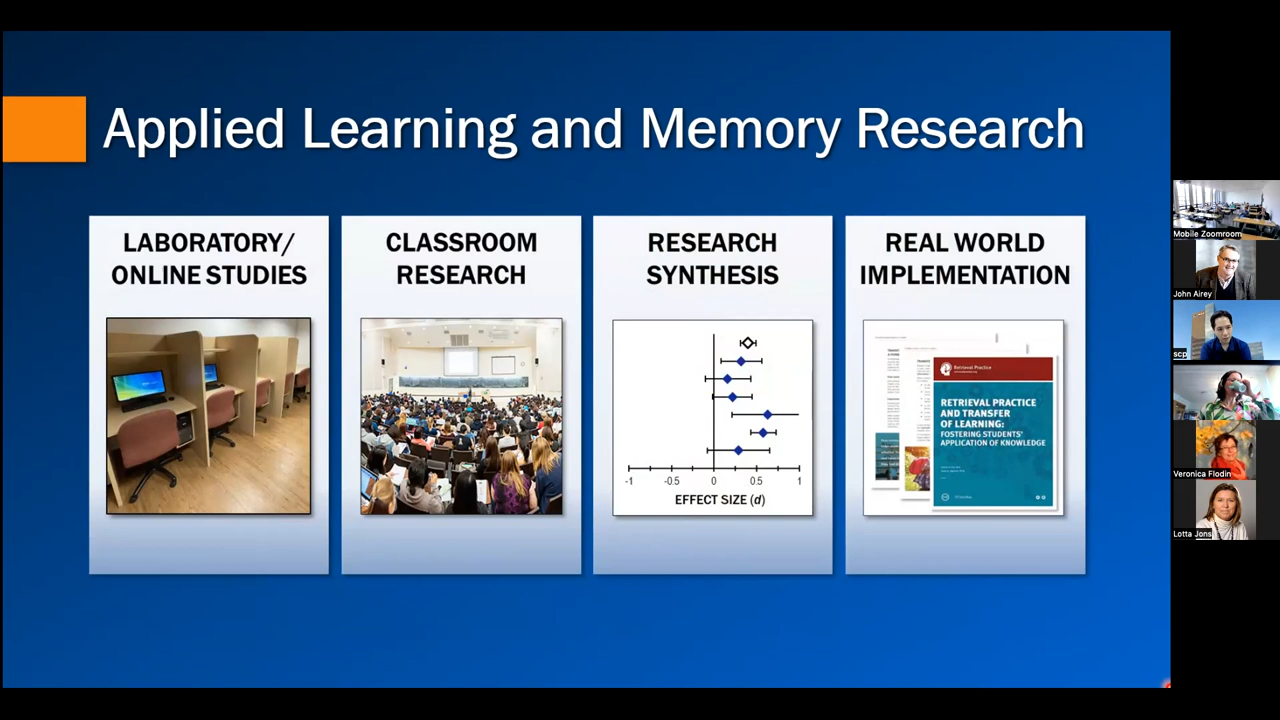 Applied Learning and Memory Research
LABORATORY/
ONLINE STUDIES
CLASSROOM
RESEARCH
RESEARCH
SYNTHESIS
-1 -0.5 0 0.5 1
EFFECT SIZE (d)
REAL WORLD
IMPLEMENTATION
Retrieval Practice
RETRIEVAL PRACTICE
AND TRANSFER
OF LEARNING:
FOSTERING STUDENTS'
APPLICATION OF KNOWLEDGE
Mobile Zoomroom
John Airey
scp
Veronica Flodin
Lotta Jons